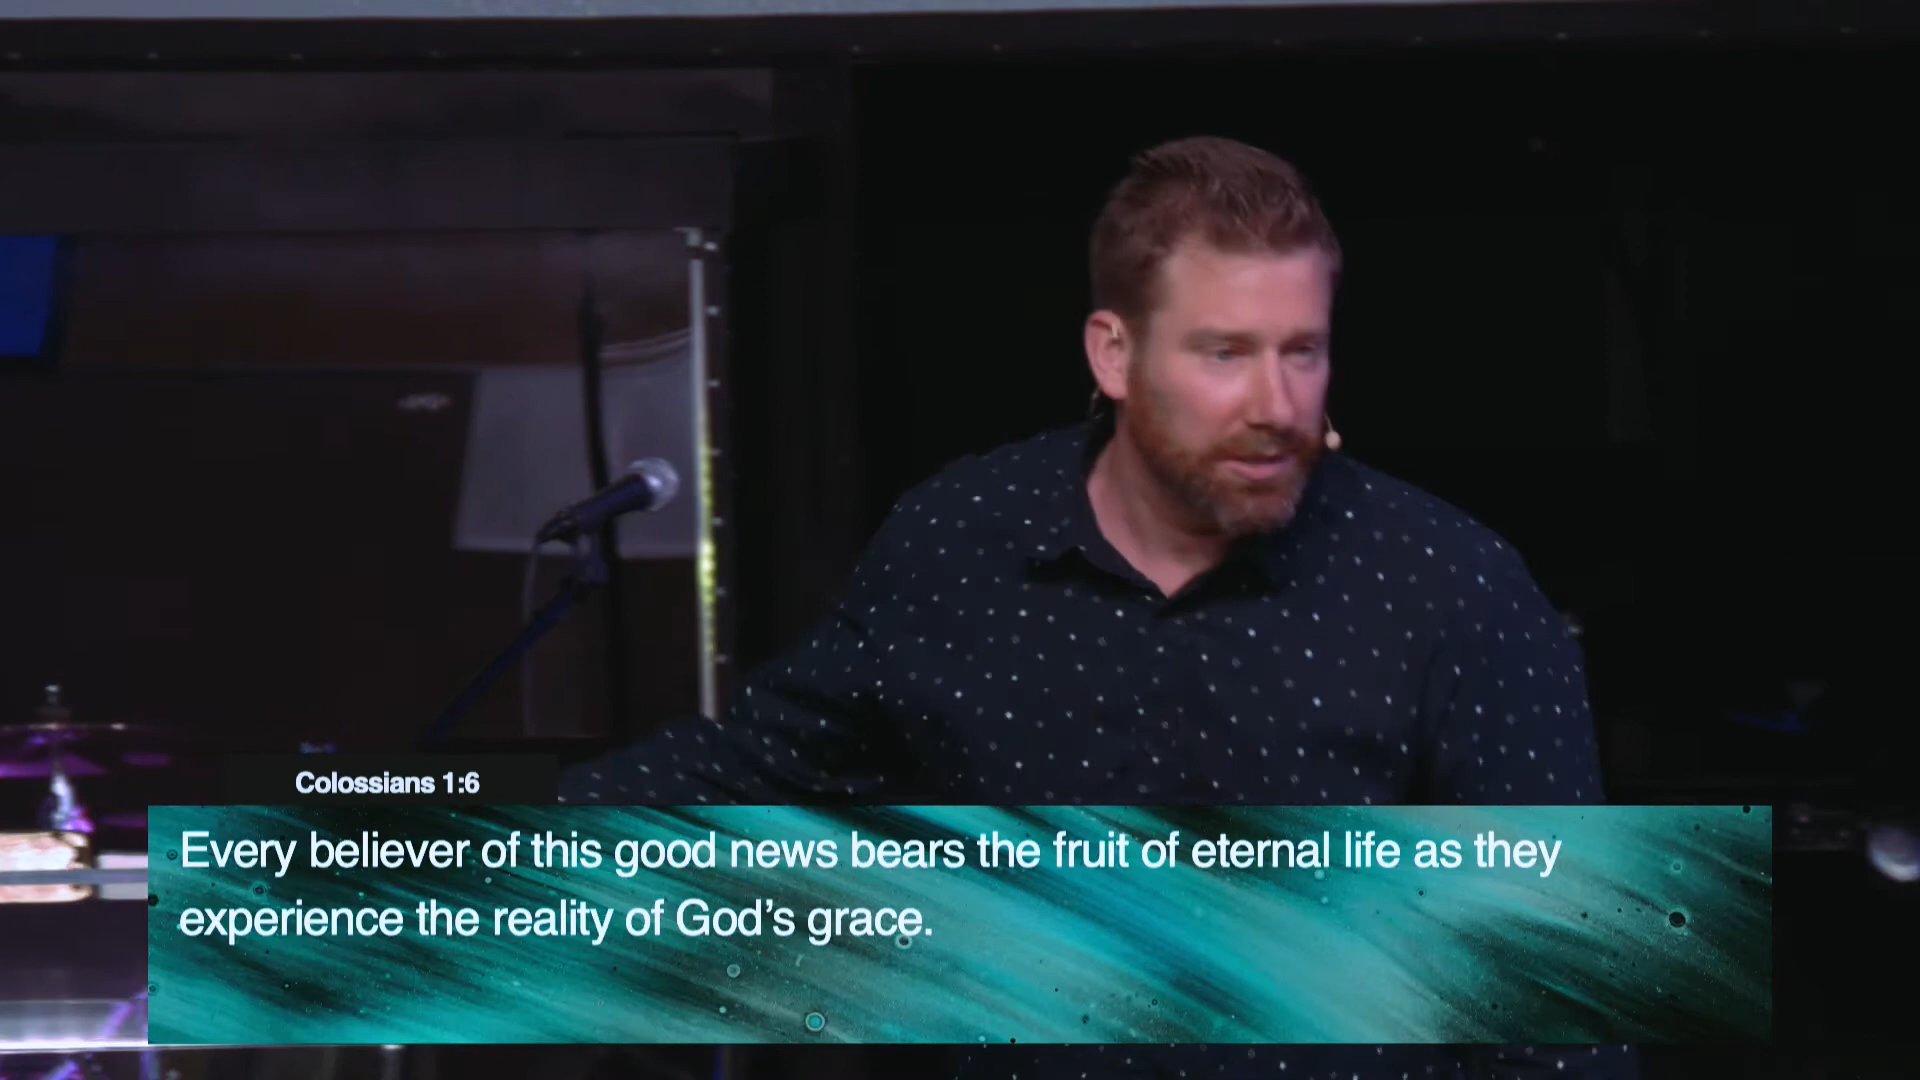 Colossians 1:6
Every believer of this good news bears the fruit of eternal life as they
experience the reality of God’s grace.